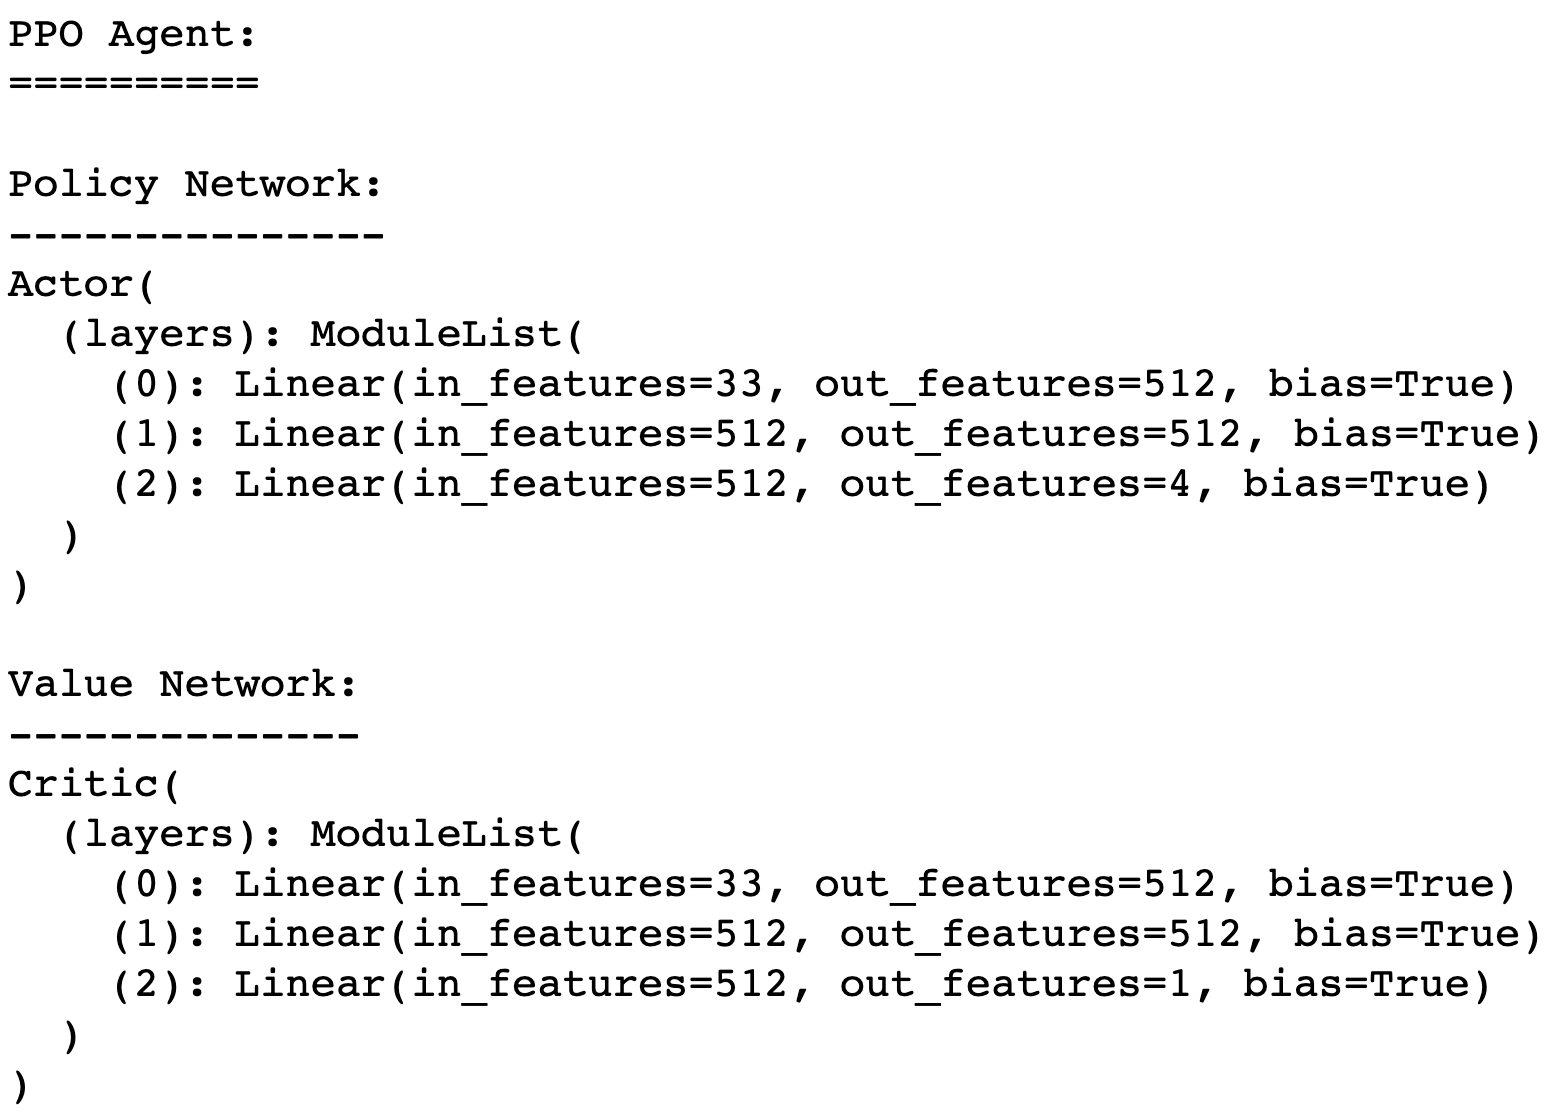 PPO Agent:
==========
Policy Network:
---------------
Actor(
  (layers): ModuleList(
    (0): Linear(in_features=33, out_features=512, bias=True)
    (1): Linear(in_features=512, out_features=512, bias=True)
    (2): Linear(in_features=512, out_features=4, bias=True)
  )
)
Value Network:
--------------
Critic(
  (layers): ModuleList(
    (0): Linear(in_features=33, out_features=512, bias=True)
    (1): Linear(in_features=512, out_features=512, bias=True)
    (2): Linear(in_features=512, out_features=1, bias=True)
  )
)